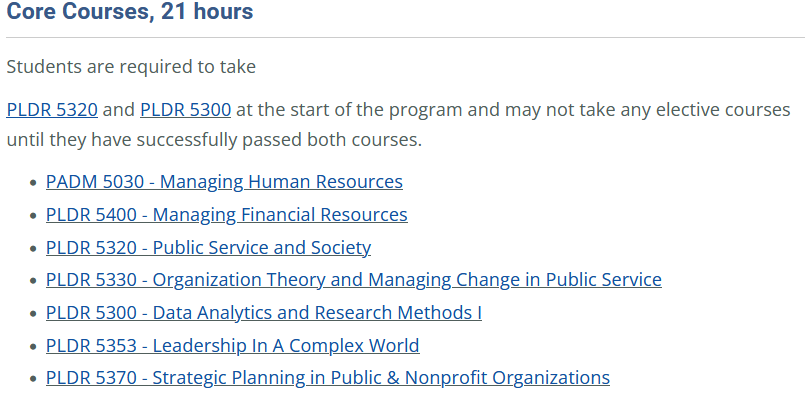 Core Courses, 21 hours
Students are required to take
PLDR 5320 and PLDR 5300 at the start of the program and may not take any elective courses
until they have successfully passed both courses.
• PADM 5030 - Managing Human Resources
• PLDR 5400 - Managing Financial Resources
• PLDR 5320 - Public Service and Society
• PLDR 5330 - Organization Theory and Managing Change in Public Service
• PLDR 5300 - Data Analytics and Research Methods I
• PLDR 5353 - Leadership In A Complex World
• PLDR 5370 - Strategic Planning in Public & Nonprofit Organizations